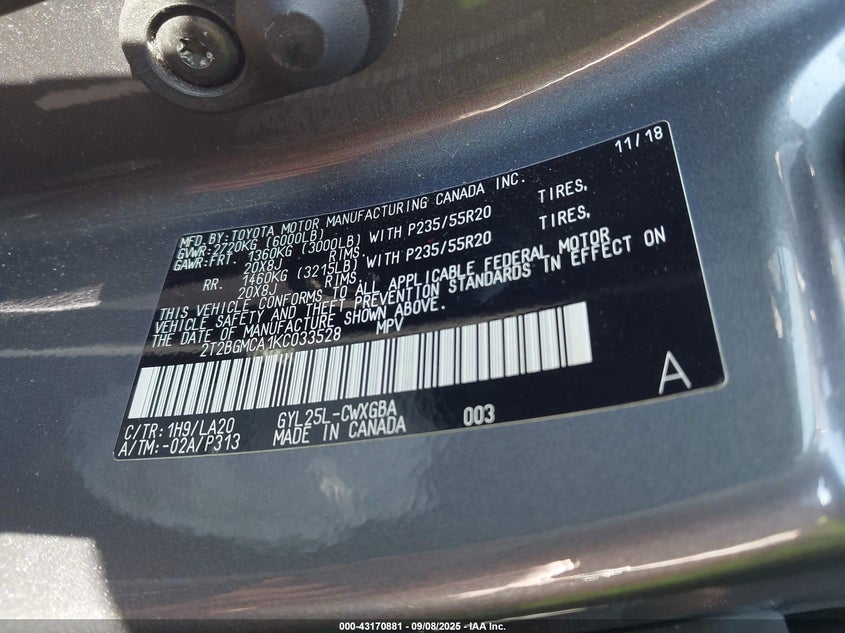 11/18
MFD.BY:TOYOTA MOTOR MANUFACTURING CANADA INC.
GVWR:2720KG (6000LB)
GAWR:FRT. 1360KG (3000LB) WITH P235/55R20 TIRES,
20X8J RIMS.
RR. 1460KG (3215LB) WITH P235/55R20 TIRES,
20X8J RIMS.
THIS VEHICLE CONFORMS TO ALL APPLICABLE FEDERAL MOTOR
VEHICLE SAFETY AND THEFT PREVENTION STANDARDS IN EFFECT ON
THE DATE OF MANUFACTURE SHOWN ABOVE.
2T2BGMCA1KC033528 MPV
A
C/TR: 1H9/LA20 GYL25L-CWXGBA 003
A/TM:-02A/P313 MADE IN CANADA
000-43170881 - 09/08/2025 - IAA Inc.